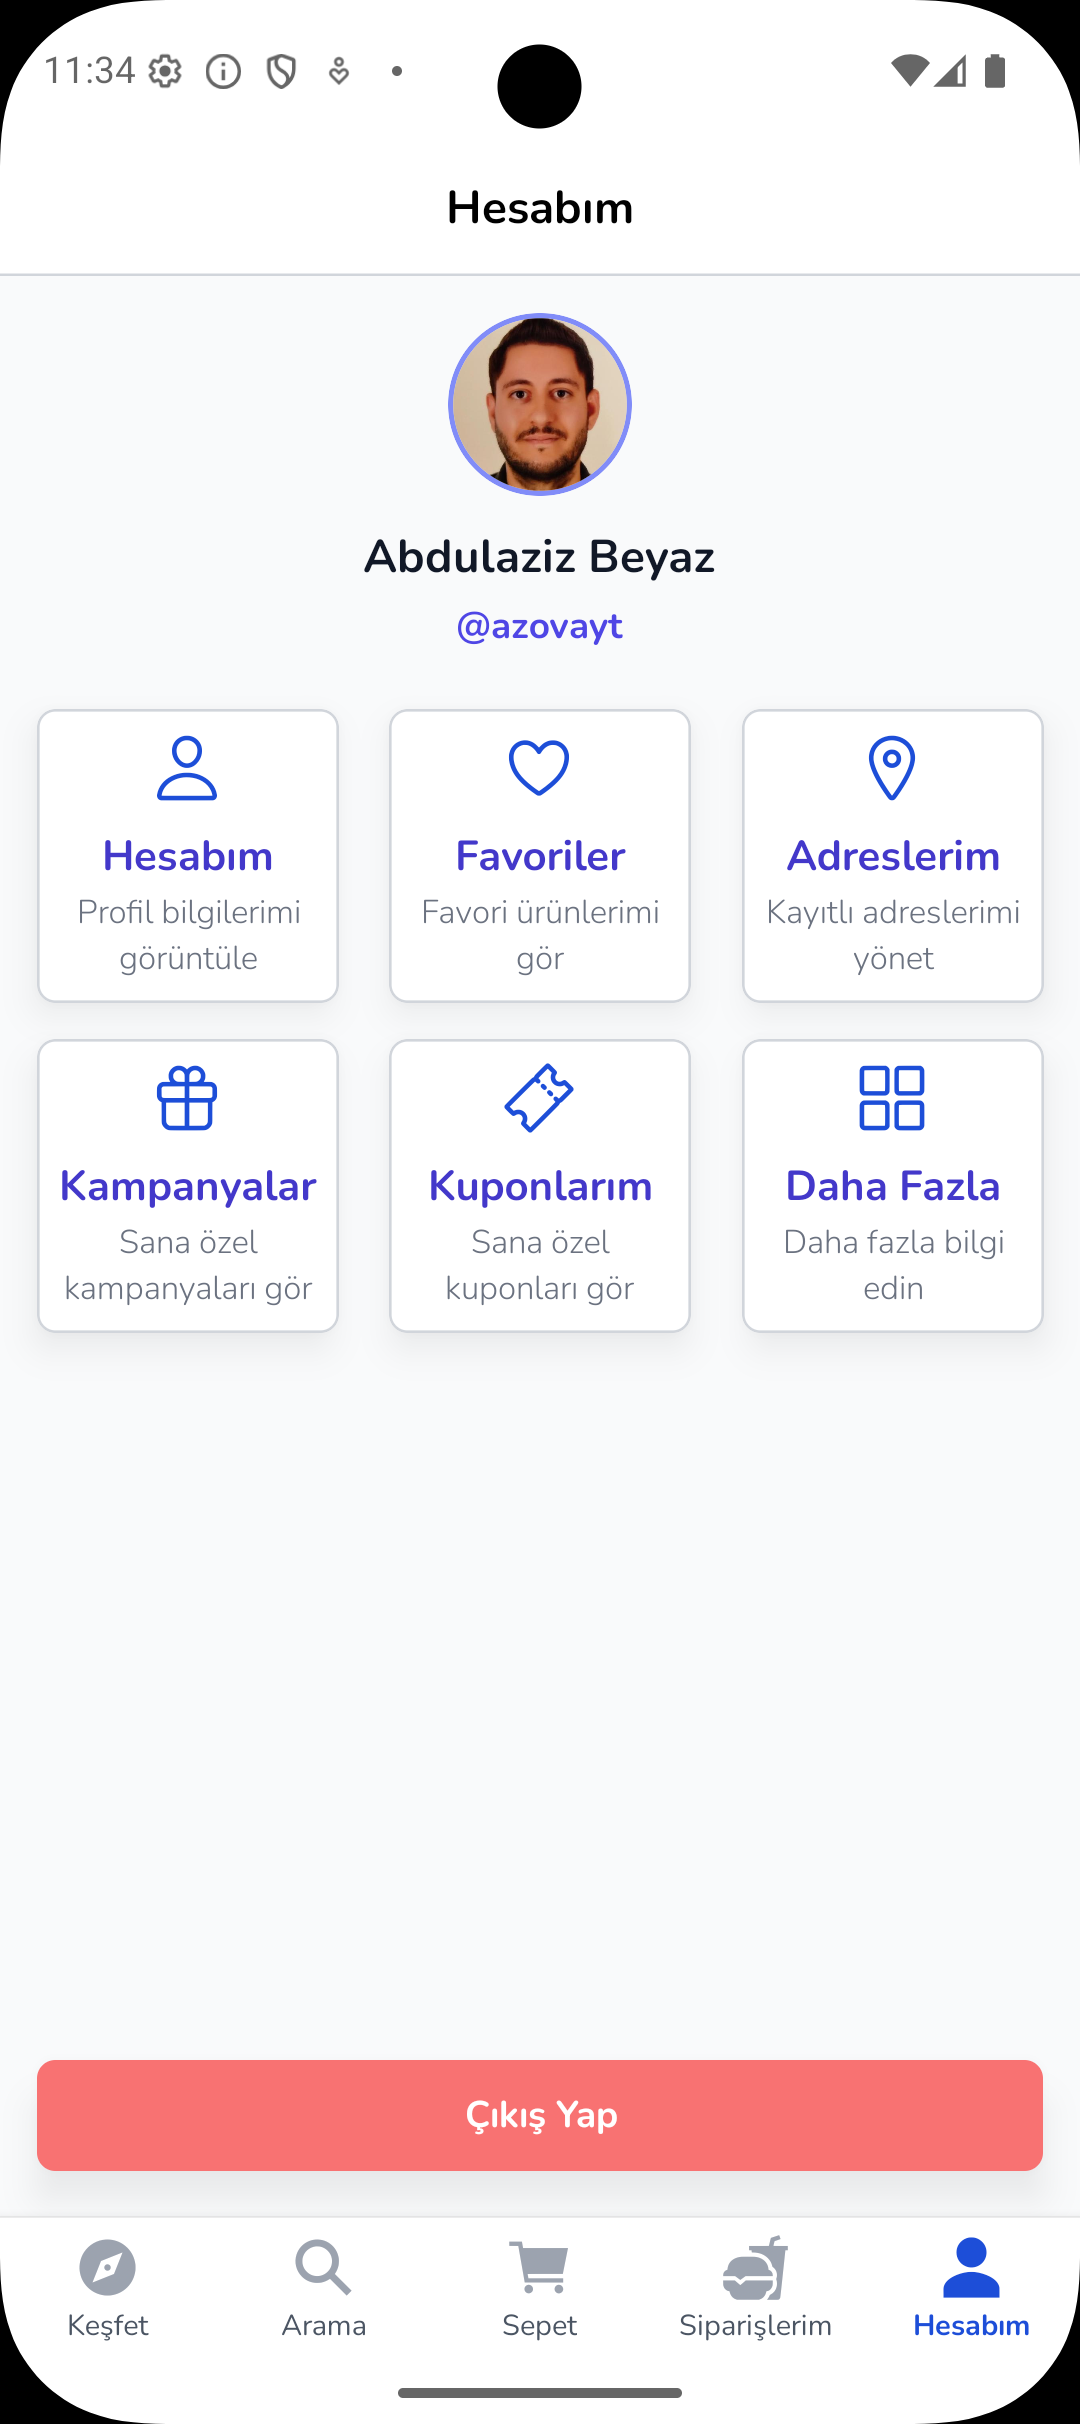 11:34
Hesabım
Abdulaziz Beyaz
@azovayt
Hesabım
Profil bilgilerimi
görüntüle
Favoriler
Favori ürünlerimi
gör
Adreslerim
Kayıtlı adreslerimi
yönet
Kampanyalar
Sana özel
kampanyaları gör
Kuponlarım
Sana özel
kuponları gör
Daha Fazla
Daha fazla bilgi
edin
Çıkış Yap
Keşfet
Arama
Sepet
Siparişlerim
Hesabım